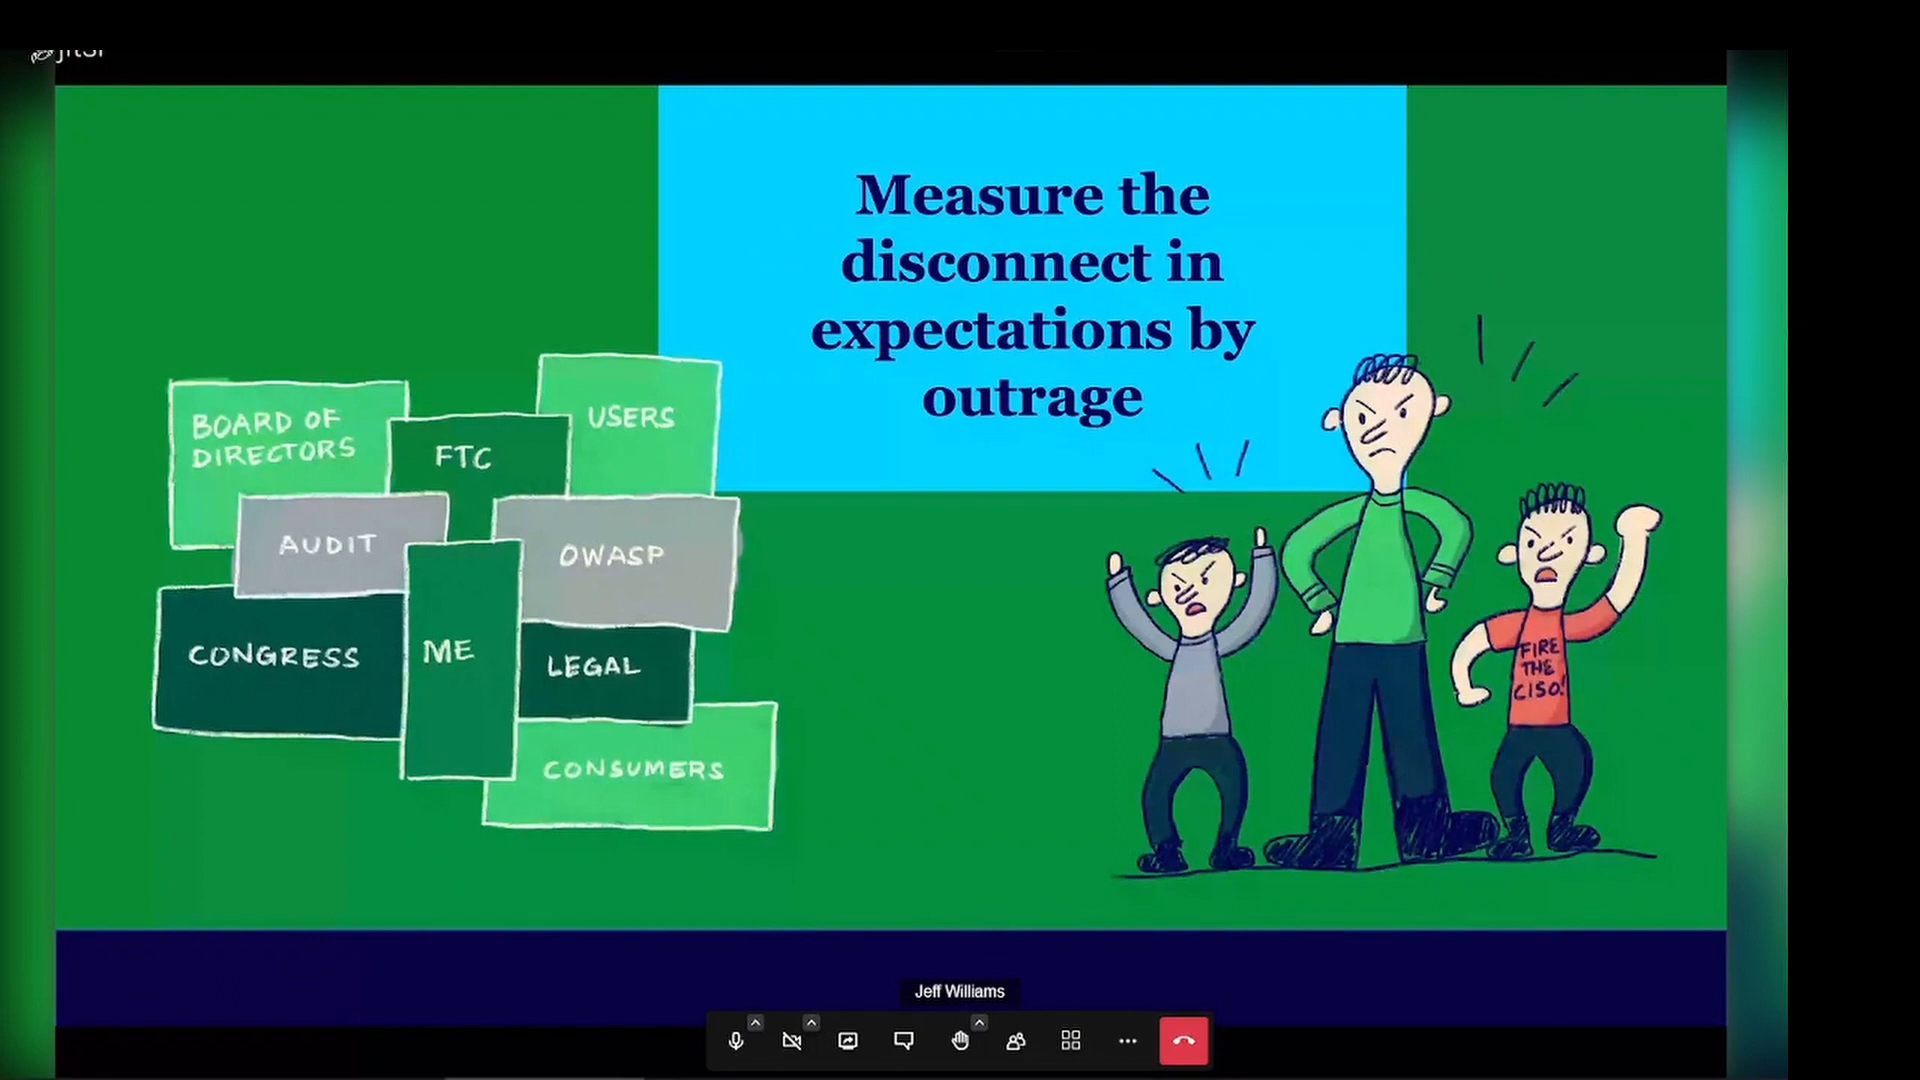 Measure the
disconnect in
expectations by
outrage
BOARD OF
DIRECTORS
FTC
USERS
AUDIT
OWASP
CONGRESS
ME
LEGAL
CONSUMERS
FIRE
THE
CISO!
Jeff Williams